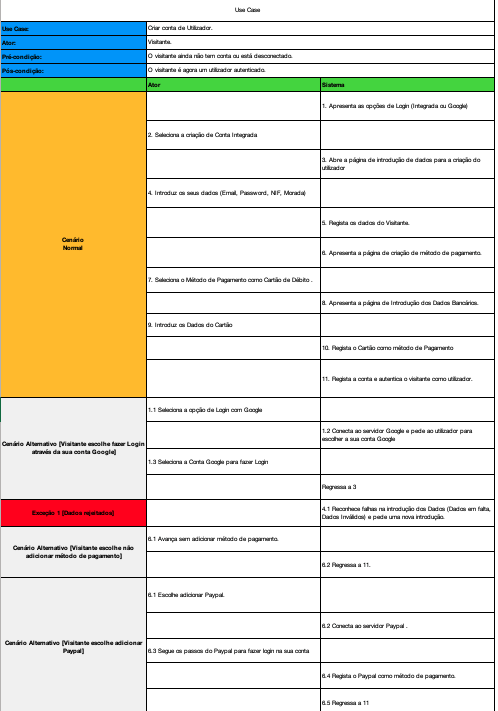 Use Case
Use Case:
Criar conta de Utilizador.
Ator:
Visitante.
Pré-condição:
O visitante ainda não tem conta ou está desconectado.
Pós-condição:
O visitante é agora um utilizador autenticado.
Ator
Sistema
Cenário
Normal
1. Apresenta as opções de Login (Integrada ou Google)
2. Seleciona a criação de Conta Integrada
3. Abre a página de introdução de dados para a criação do
utilizador
4. Introduz os seus dados (Email, Password, NIF, Morada)
5. Regista os dados do Visitante.
6. Apresenta a página de criação de método de pagamento.
7. Seleciona o Método de Pagamento como Cartão de Débito .
8. Apresenta a página de Introdução dos Dados Bancários.
9. Introduz os Dados do Cartão
10. Regista o Cartão como método de Pagamento
11. Regista a conta e autentica o visitante como utilizador.
Cenário Alternativo [Visitante escolhe fazer Login
através da sua conta Google]
1.1 Seleciona a opção de Login com Google
1.2 Conecta ao servidor Google e pede ao utilizador para
escolher a sua conta Google
1.3 Seleciona a Conta Google para fazer Login
Regressa a 3
Exceção 1 [Dados rejeitados]
4.1 Reconhece falhas na introdução dos Dados (Dados em falta,
Dados Inválidos) e pede uma nova introdução.
Cenário Alternativo [Visitante escolhe não
adicionar método de pagamento]
6.1 Avança sem adicionar método de pagamento.
6.2 Regressa a 11.
Cenário Alternativo [Visitante escolhe adicionar
Paypal]
6.1 Escolhe adicionar Paypal.
6.2 Conecta ao servidor Paypal .
6.3 Segue os passos do Paypal para fazer login na sua conta
6.4 Regista o Paypal como método de pagamento.
6.5 Regressa a 11